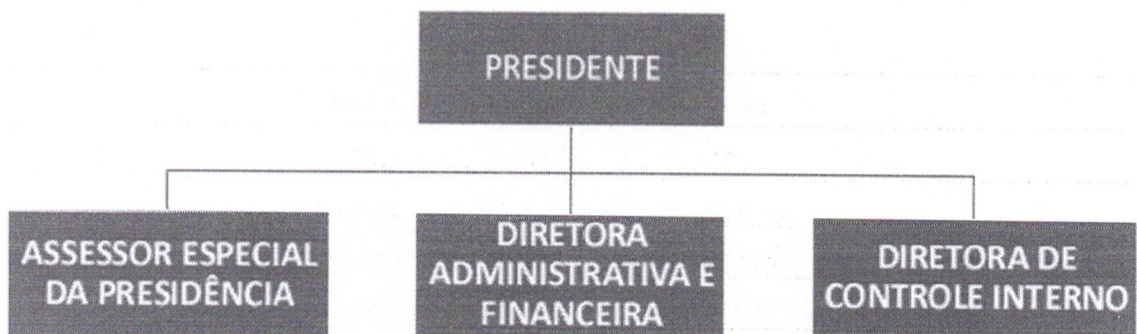 PRESIDENTE
ASSESSOR ESPECIAL
DA PRESIDÊNCIA
DIRETORA
ADMINISTRATIVA E
FINANCEIRA
DIRETORA DE
CONTROLE INTERNO